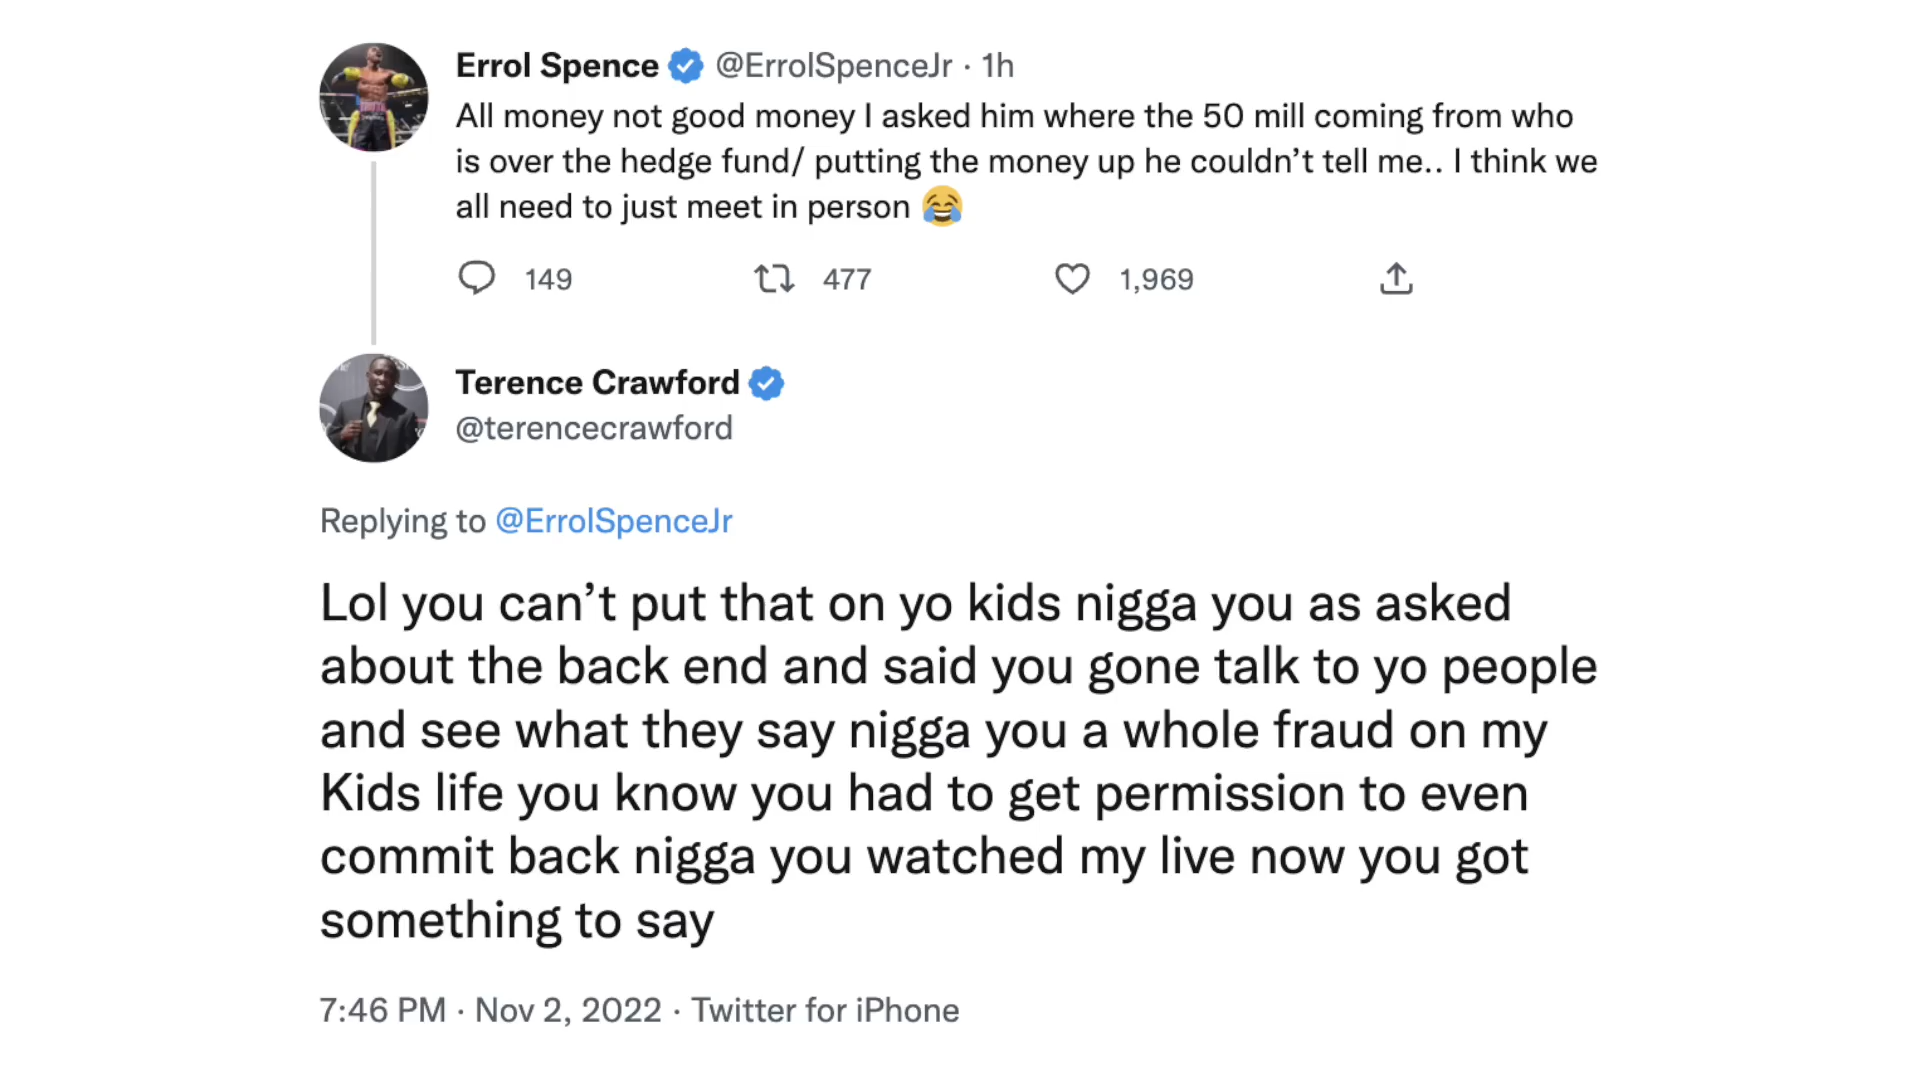 Errol Spence @ErrolSpenceJr · 1h
All money not good money I asked him where the 50 mill coming from who
is over the hedge fund/ putting the money up he couldn’t tell me.. I think we
all need to just meet in person 😂
149 477 1,969
Terence Crawford
@terencecrawford
Replying to @ErrolSpenceJr
Lol you can’t put that on yo kids nigga you as asked
about the back end and said you gone talk to yo people
and see what they say nigga you a whole fraud on my
Kids life you know you had to get permission to even
commit back nigga you watched my live now you got
something to say
7:46 PM · Nov 2, 2022 · Twitter for iPhone